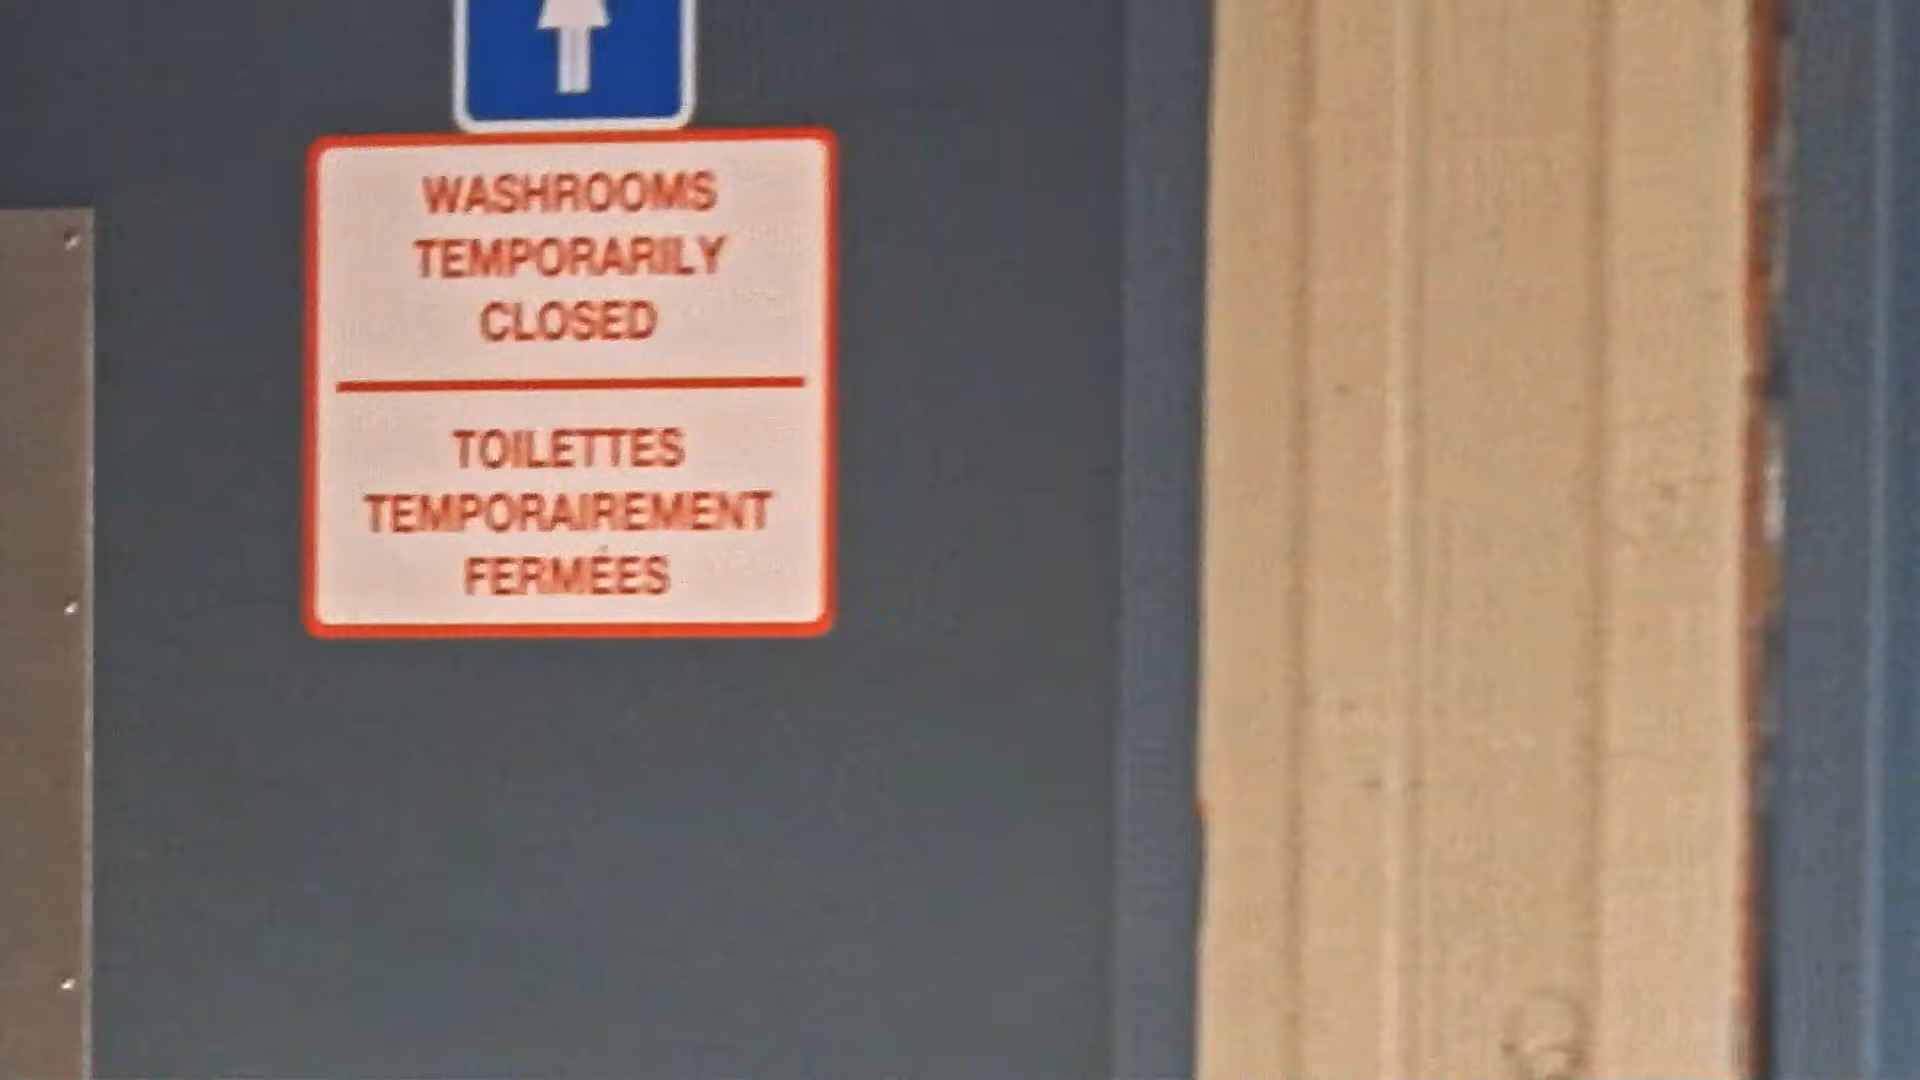 WASHROOMS
TEMPORARILY
CLOSED
TOILETTES
TEMPORAIREMENT
FERMÉES